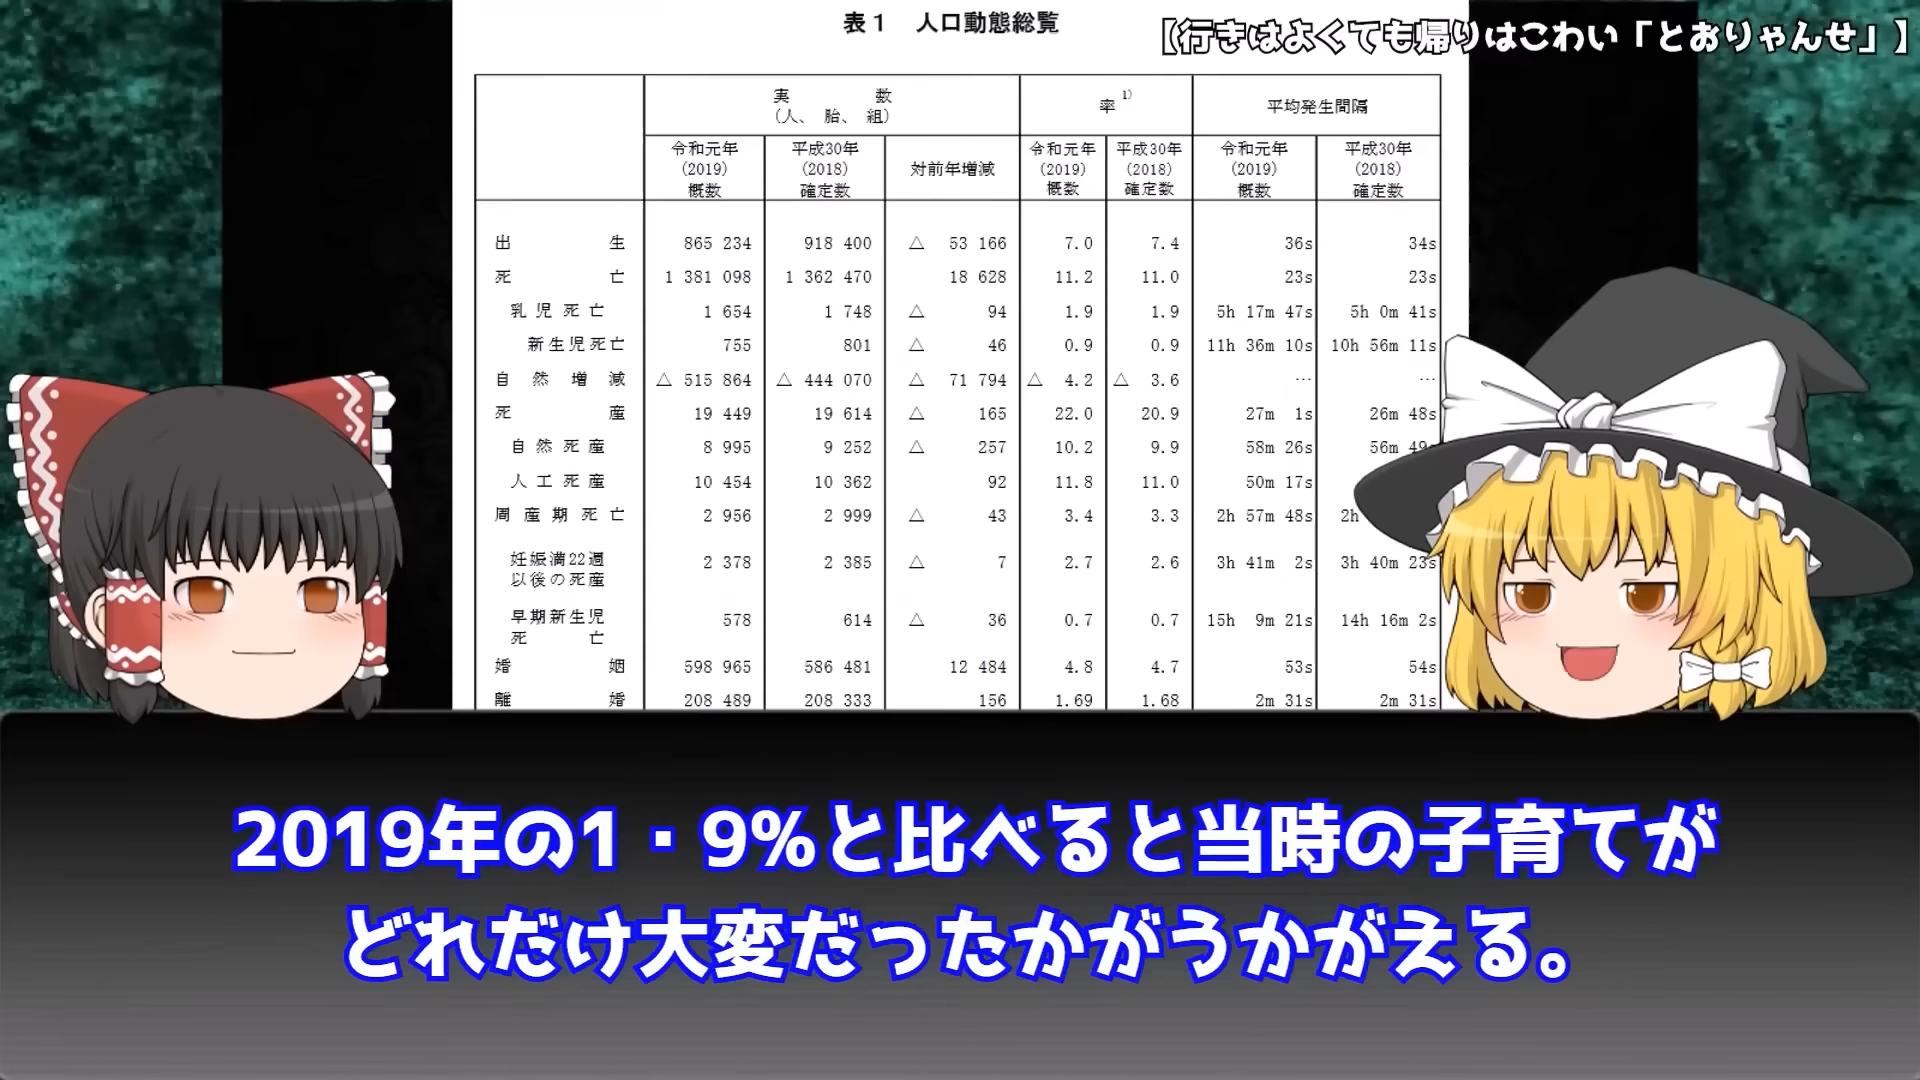 表１　人口動態総覧
【行きはよくても帰りはこわい「とおりゃんせ」】
実　数 率 1) 平均発生間隔
（人、胎、組）
令和元年 平成30年 対前年増減 令和元年 平成30年 令和元年 平成30年
(2019) (2018) (2019) (2018) (2019) (2018)
概数 確定数 概数 確定数 概数 確定数
出生 865 234 918 400 △ 53 166 7.0 7.4 36s 34s
死亡 1 381 098 1 362 470 18 628 11.2 11.0 23s 23s
乳児死亡 1 654 1 748 △ 94 1.9 1.9 5h 17m 47s 5h 0m 41s
新生児死亡 755 801 △ 46 0.9 0.9 11h 36m 10s 10h 56m 11s
自然増減 △ 515 864 △ 444 070 △ 71 794 △ 4.2 △ 3.6 … …
死産 19 449 19 614 △ 165 22.0 20.9 27m 1s 26m 48s
自然死産 8 995 9 252 △ 257 10.2 9.9 58m 26s 56m 49s
人工死産 10 454 10 362 92 11.8 11.0 50m 17s
周産期死亡 2 956 2 999 △ 43 3.4 3.3 2h 57m 48s 2h
妊娠満22週
以後の死産 2 378 2 385 △ 7 2.7 2.6 3h 41m 2s 3h 40m 23s
早期新生児
死亡 578 614 △ 36 0.7 0.7 15h 9m 21s 14h 16m 2s
婚姻 598 965 586 481 12 484 4.8 4.7 53s 54s
離婚 208 489 208 333 156 1.69 1.68 2m 31s 2m 31s
2019年の1・9%と比べると当時の子育てが
どれだけ大変だったかがうかがえる。